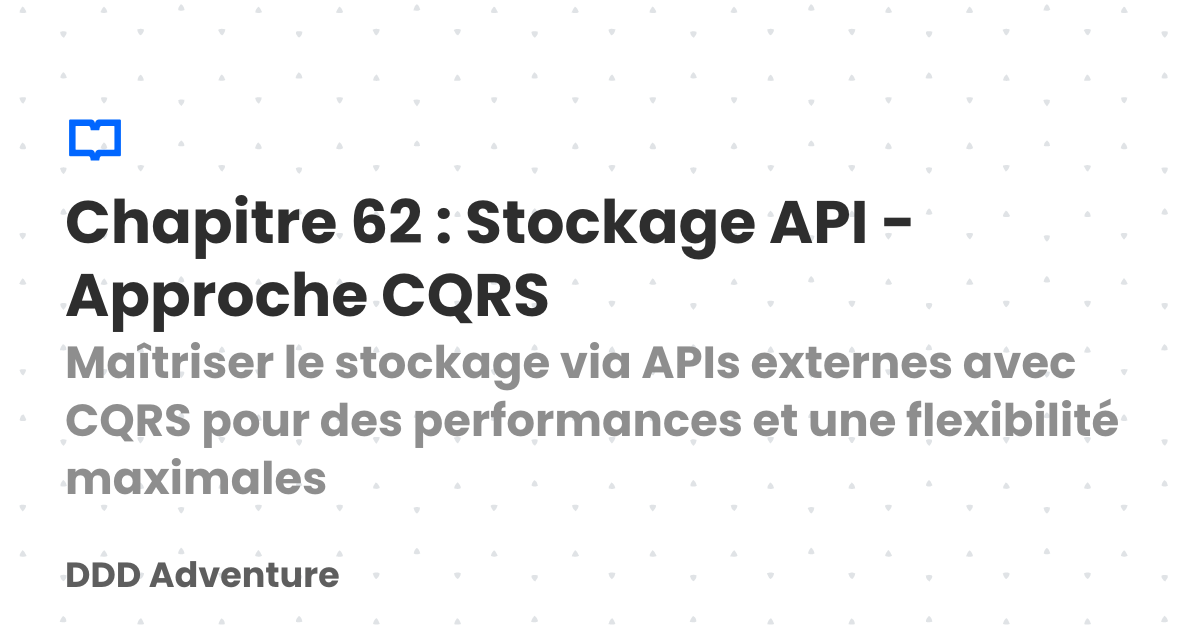 Chapitre 62 : Stockage API -
Approche CQRS
Maîtriser le stockage via APIs externes avec
CQRS pour des performances et une flexibilité
maximales
DDD Adventure